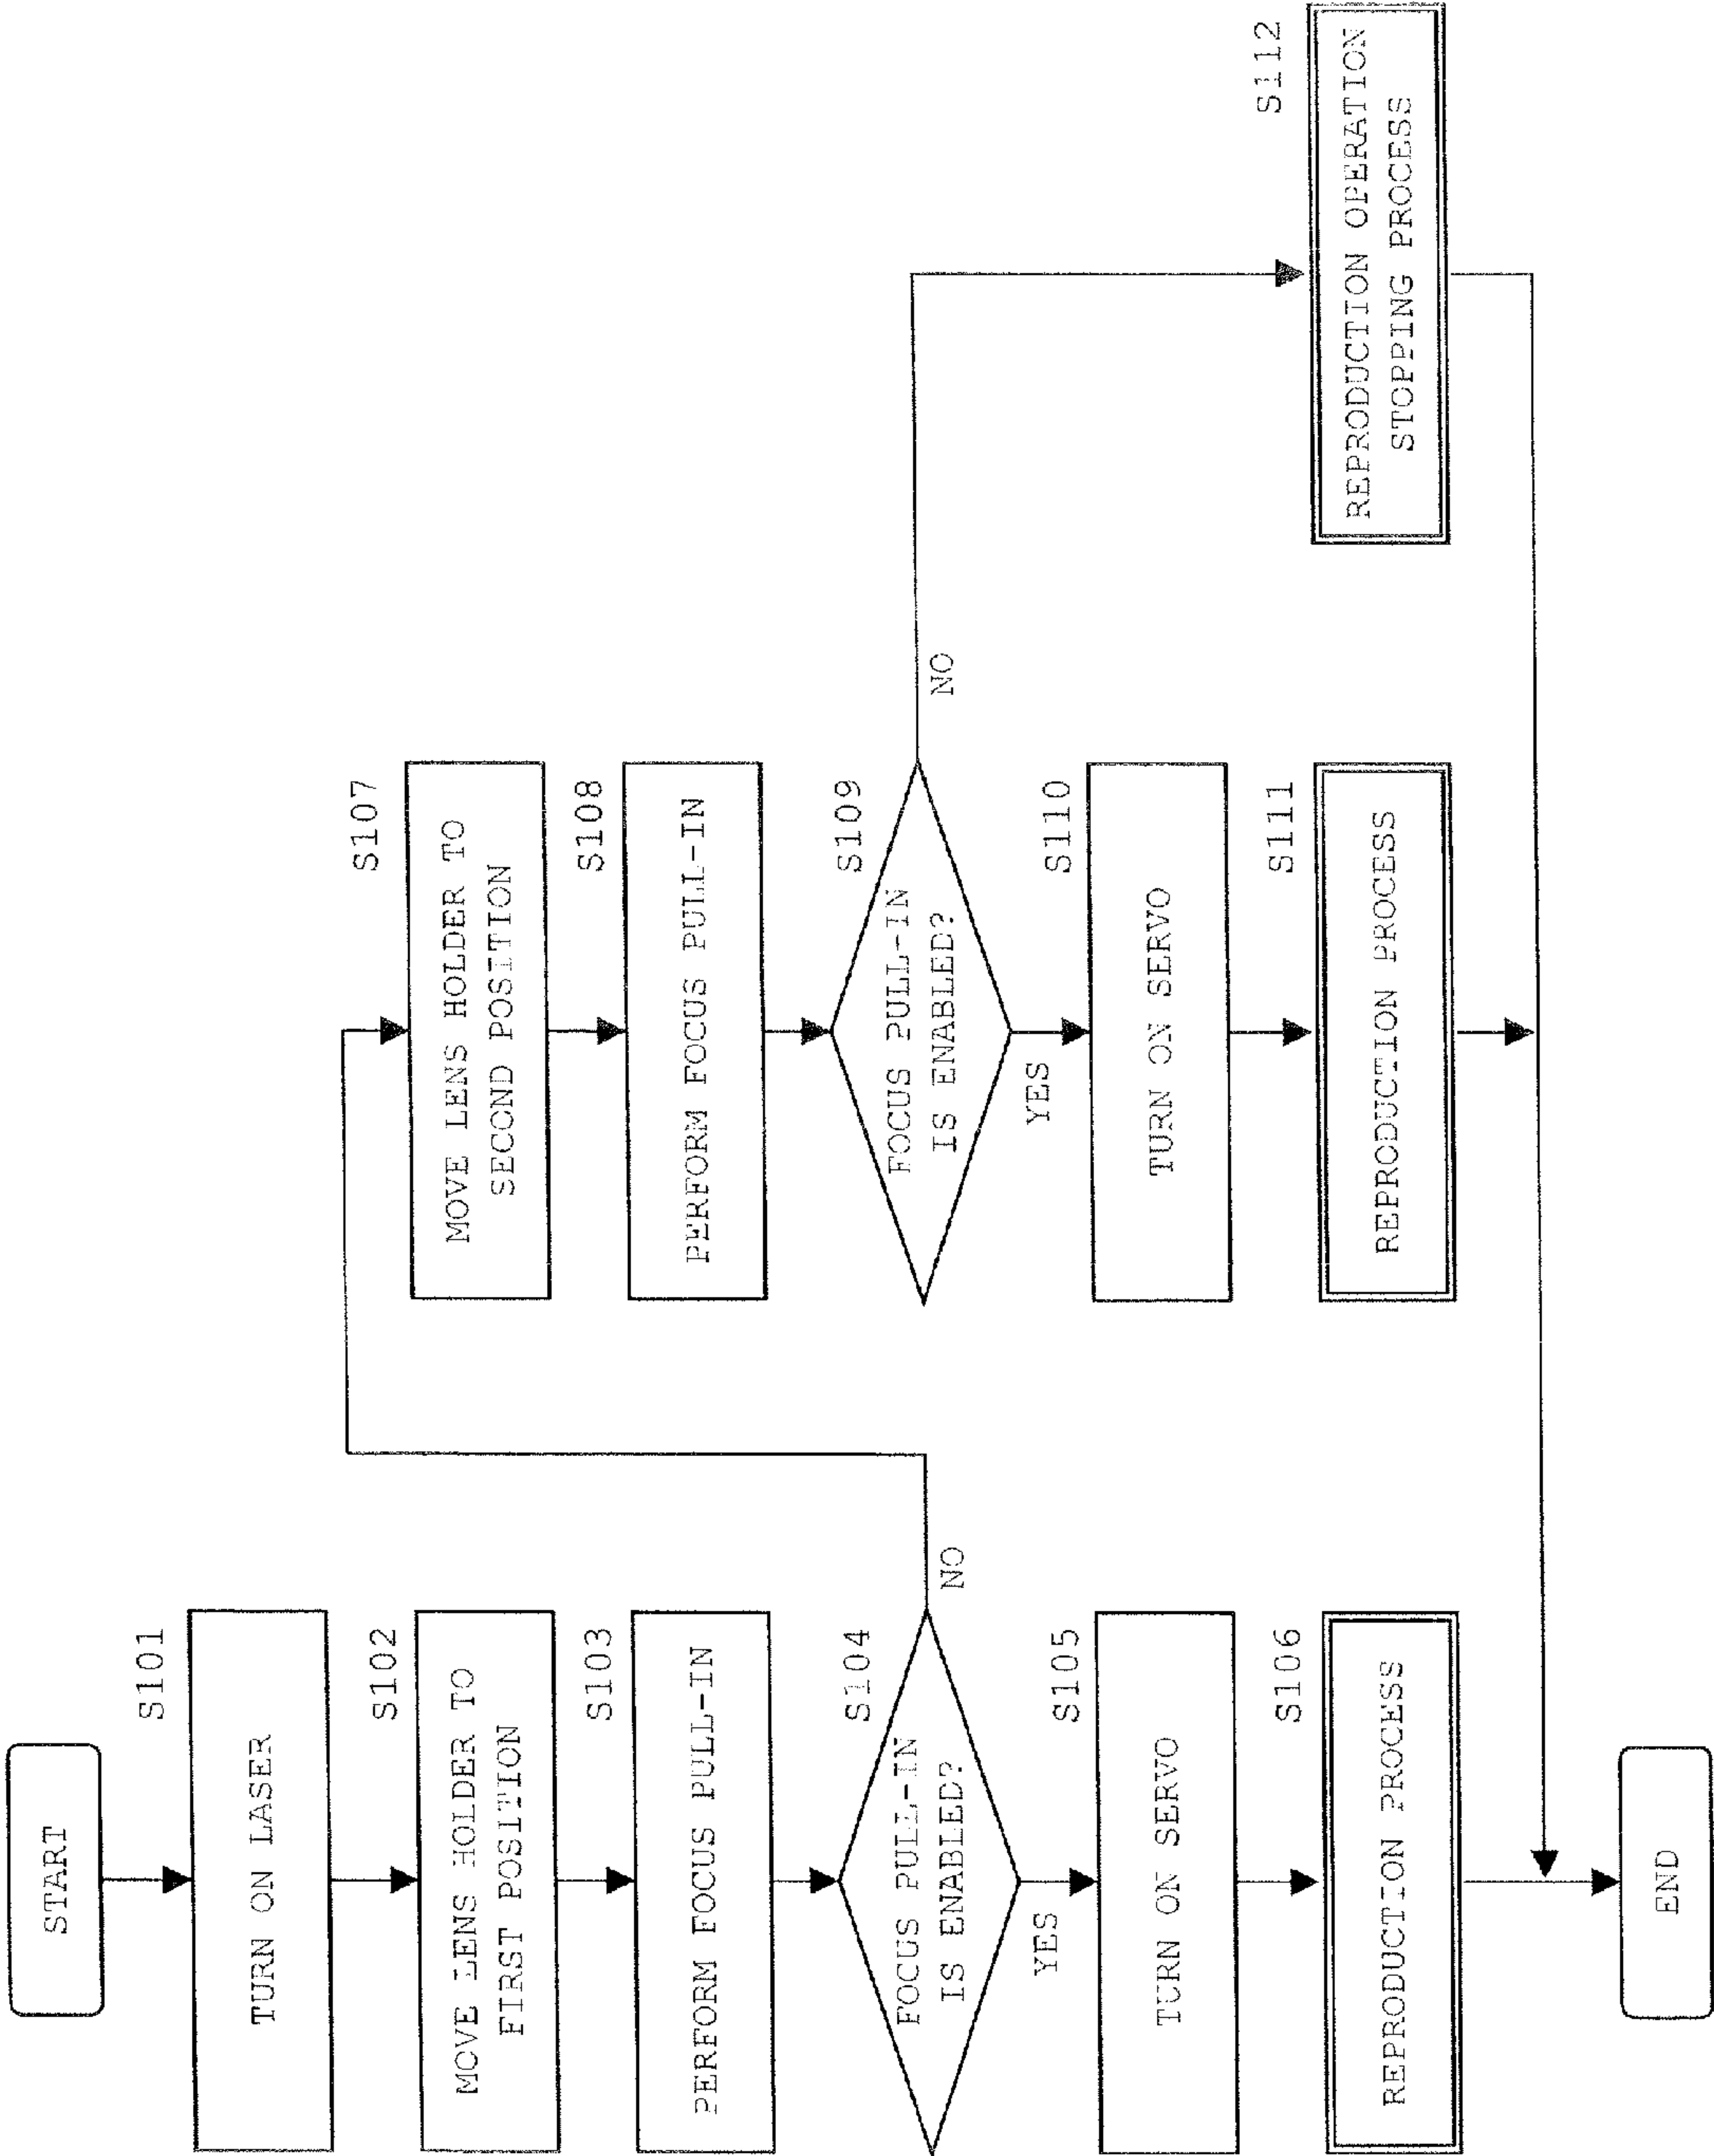 START
S101
TURN ON LASER
S102
MOVE LENS HOLDER TO
FIRST POSITION
S103
PERFORM FOCUS PULL-IN
S104
FOCUS PULL-IN
IS ENABLED?
NO
YES
S105
TURN ON SERVO
S106
REPRODUCTION PROCESS
END
S107
MOVE LENS HOLDER TO
SECOND POSITION
S108
PERFORM FOCUS PULL-IN
S109
FOCUS PULL-IN
IS ENABLED?
NO
YES
S110
TURN ON SERVO
S111
REPRODUCTION PROCESS
S112
REPRODUCTION OPERATION
STOPPING PROCESS